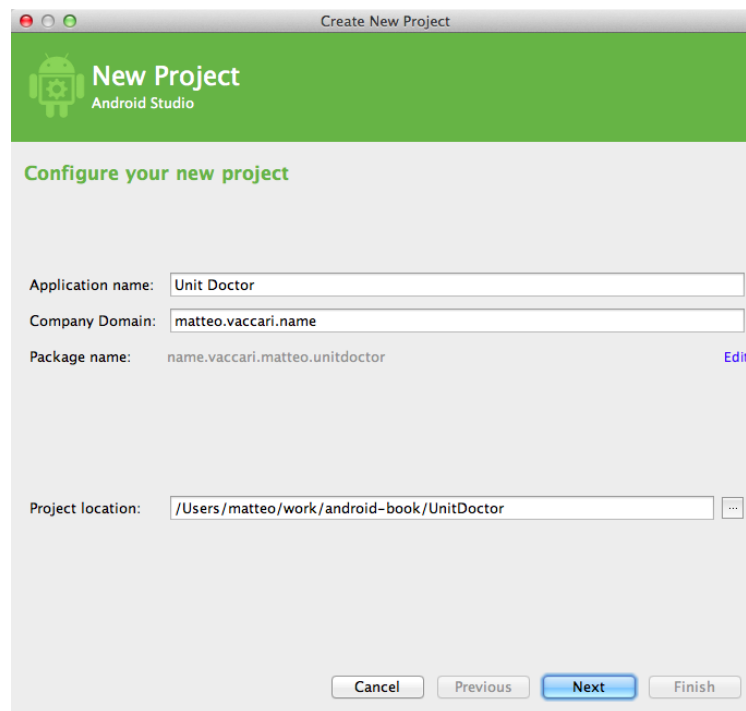 Create New Project
New Project
Android Studio
Configure your new project
Application name: Unit Doctor
Company Domain: matteo.vaccari.name
Package name: name.vaccari.matteo.unitdoctor Edit
Project location: /Users/matteo/work/android-book/UnitDoctor ...
Cancel Previous Next Finish